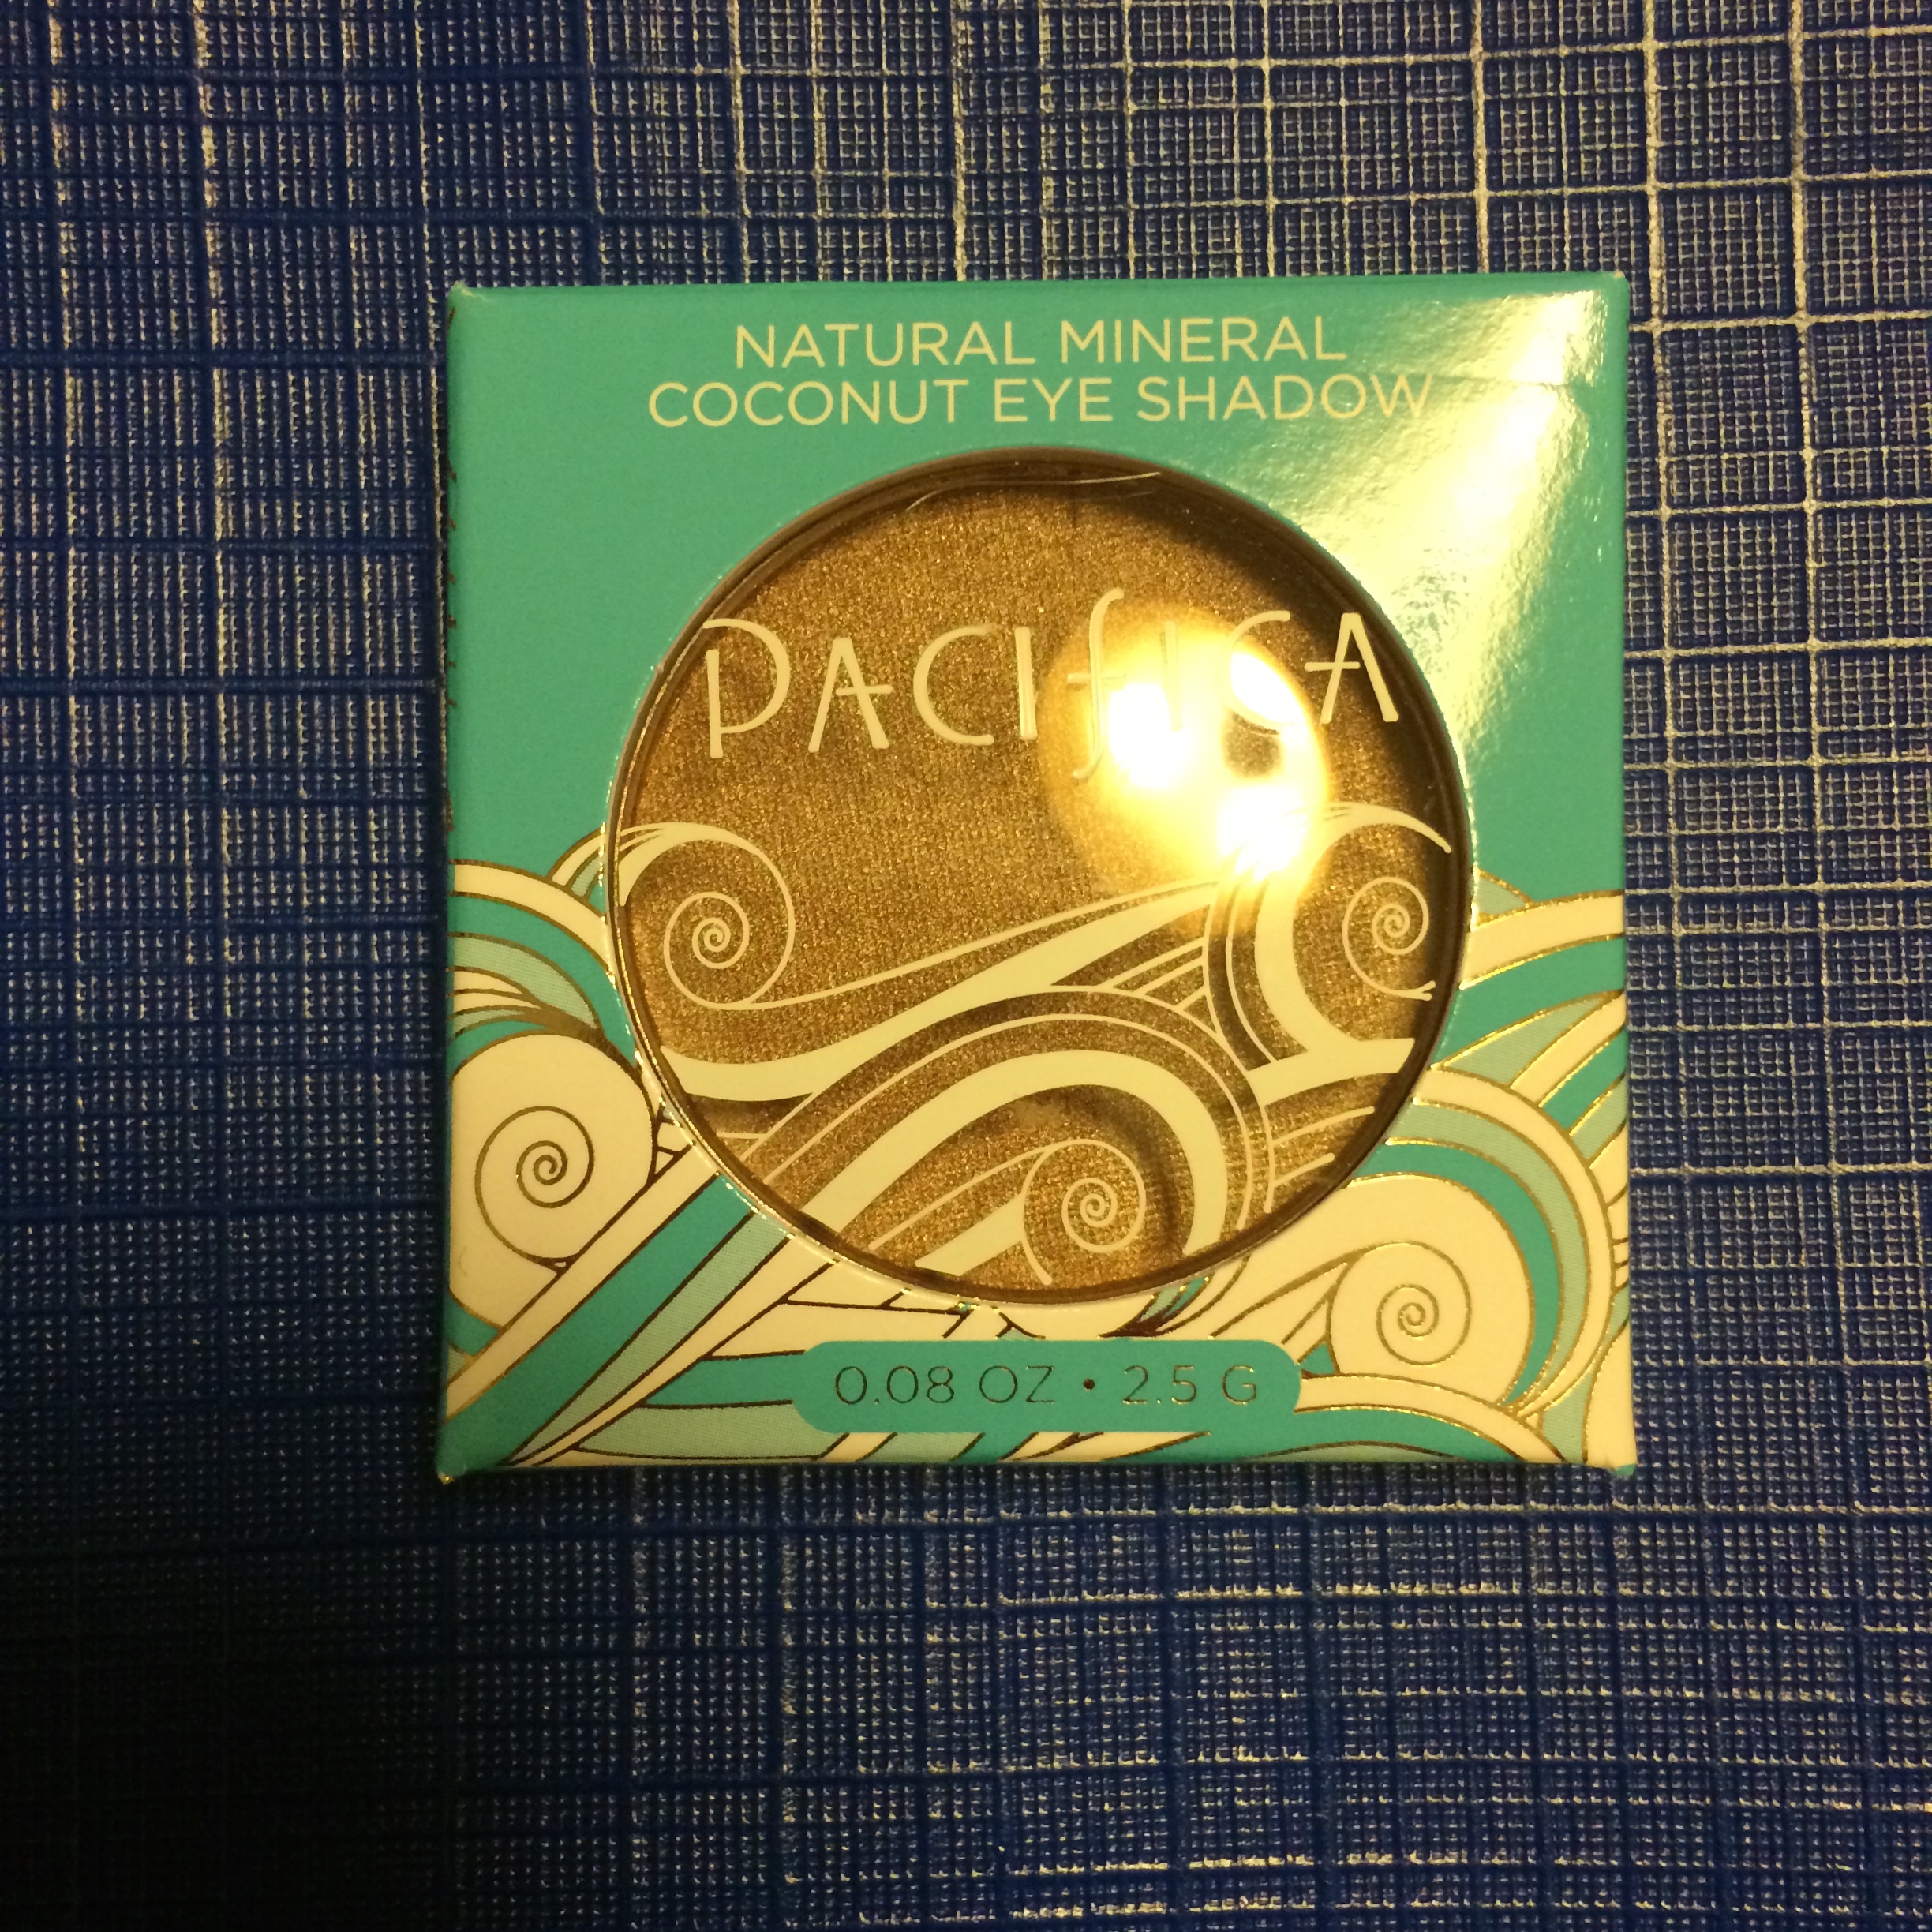 NATURAL MINERAL
COCONUT EYE SHADOW
PACIFICA
0.08 OZ • 2.5 G